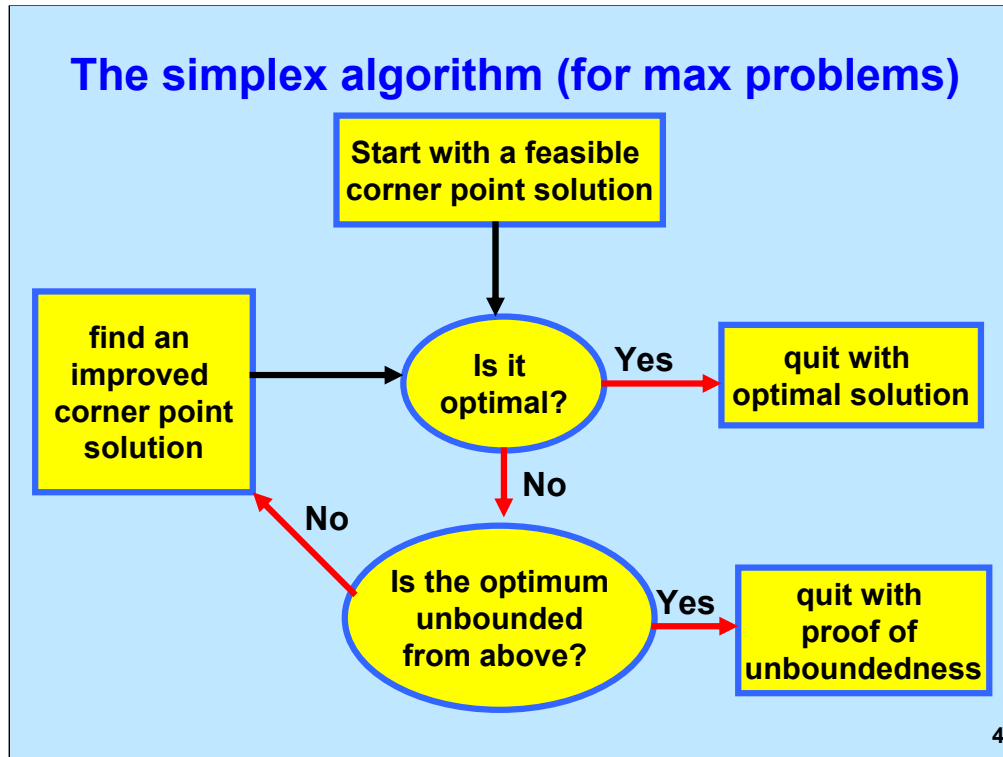 The simplex algorithm (for max problems)
Start with a feasible
corner point solution
find an
improved
corner point
solution
Is it
optimal?
Yes
quit with
optimal solution
No
No
Is the optimum
unbounded
from above?
Yes
quit with
proof of
unboundedness
4